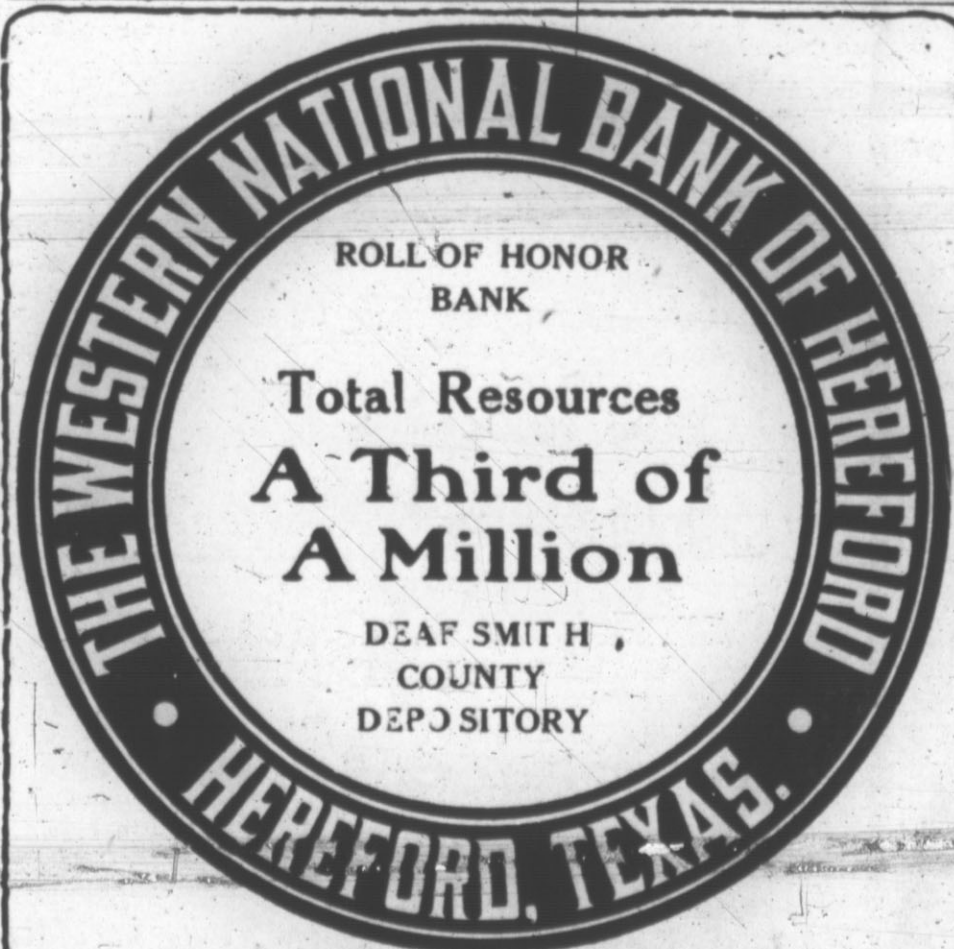 THE WESTERN NATIONAL BANK OF HEREFORD
ROLL OF HONOR
BANK
Total Resources
A Third of
A Million
DEAF SMITH
COUNTY
DEPOSITORY
HEREFORD, TEXAS.